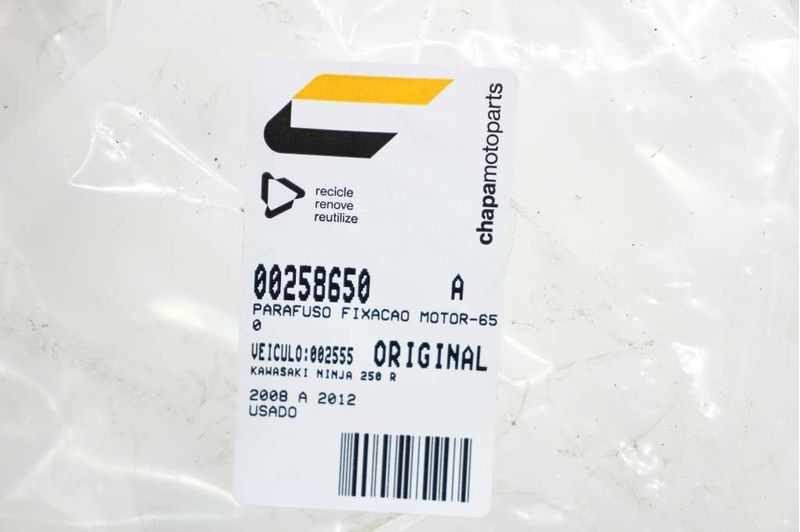 chapamotoparts
recicle
renove
reutilize
00258650 A
PARAFUSO FIXACAO MOTOR-65
0
VEICULO:002555 ORIGINAL
KAWASAKI NINJA 250 R
2008 A 2012
USADO